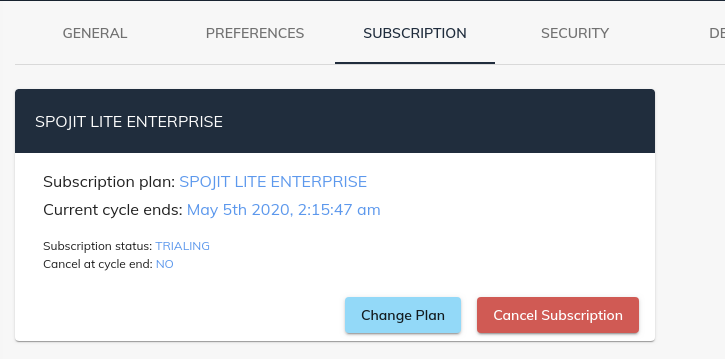 GENERAL PREFERENCES SUBSCRIPTION SECURITY
SPOJIT LITE ENTERPRISE
Subscription plan: SPOJIT LITE ENTERPRISE
Current cycle ends: May 5th 2020, 2:15:47 am
Subscription status: TRIALING
Cancel at cycle end: NO
Change Plan Cancel Subscription